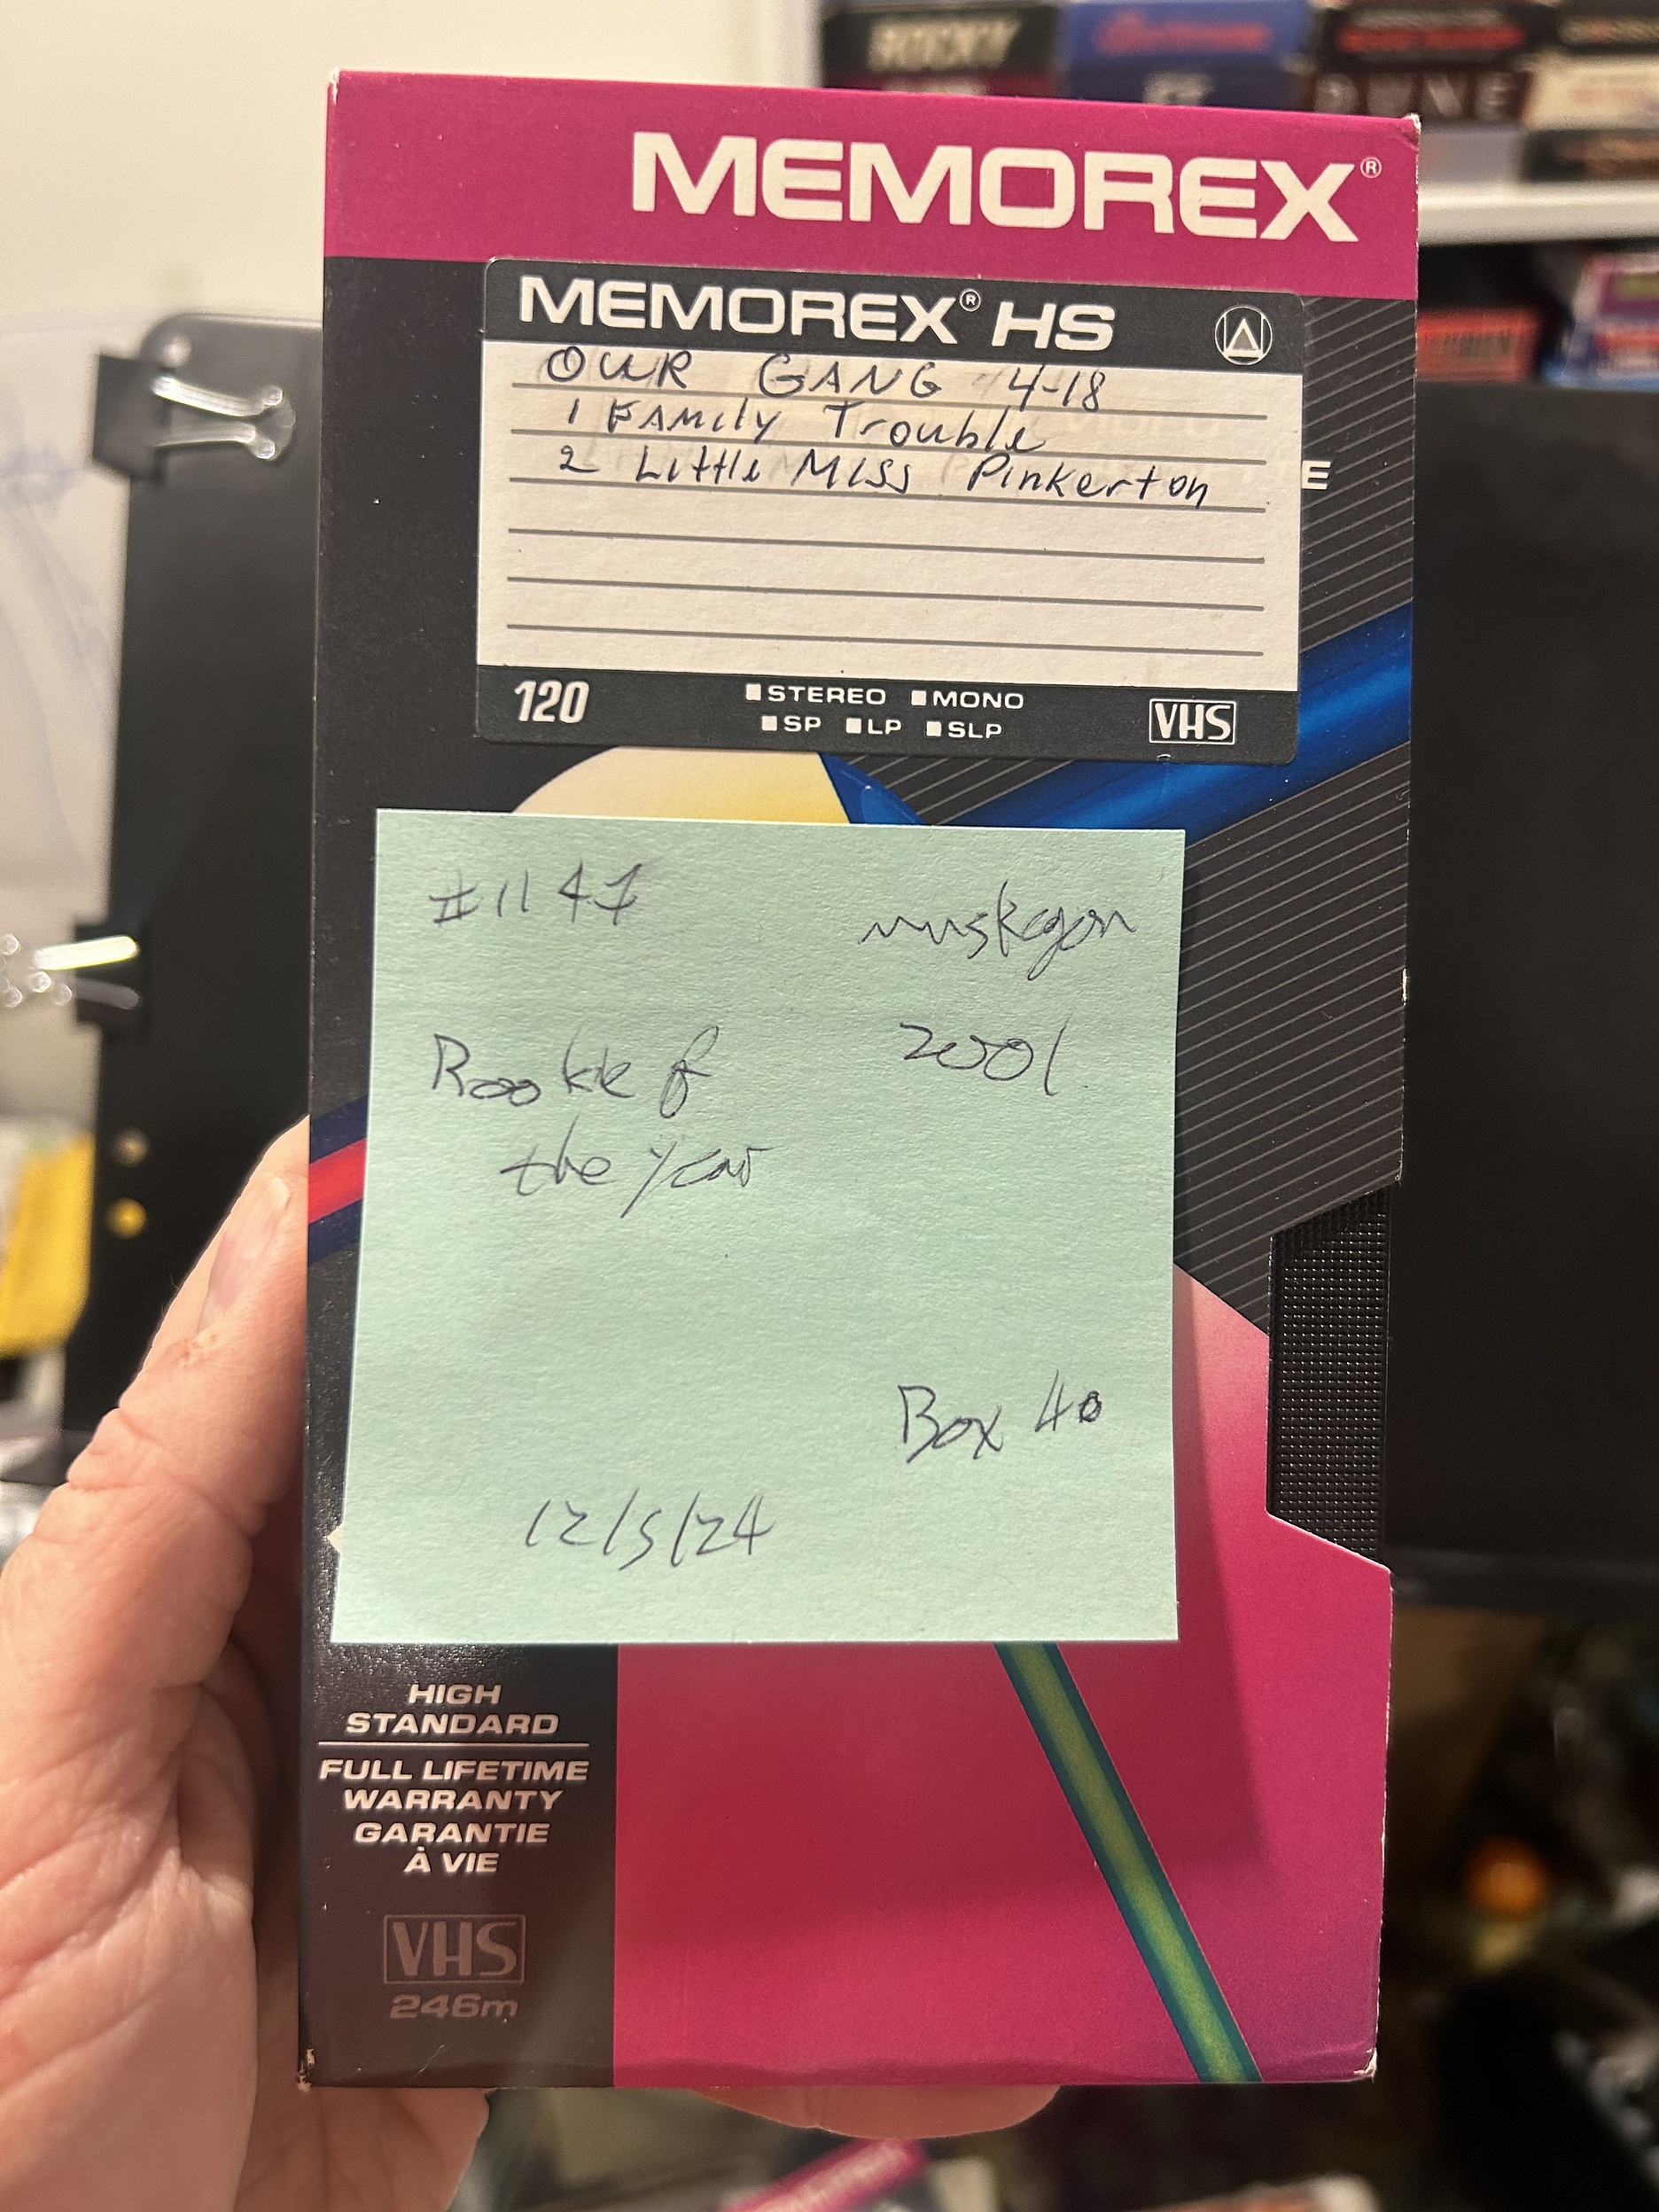 ROCKY
DUNE
MEMOREX®
MEMOREX® HS
OUR GANG 4-18
1 FAMILY Trouble
2 Little Miss Pinkerton
E
120
STEREO MONO
SP LP SLP
VHS
#1147
muskegon
Rookie of
the year
2001
Box 40
12/5/24
HIGH
STANDARD
FULL LIFETIME
WARRANTY
GARANTIE
À VIE
VHS
246m